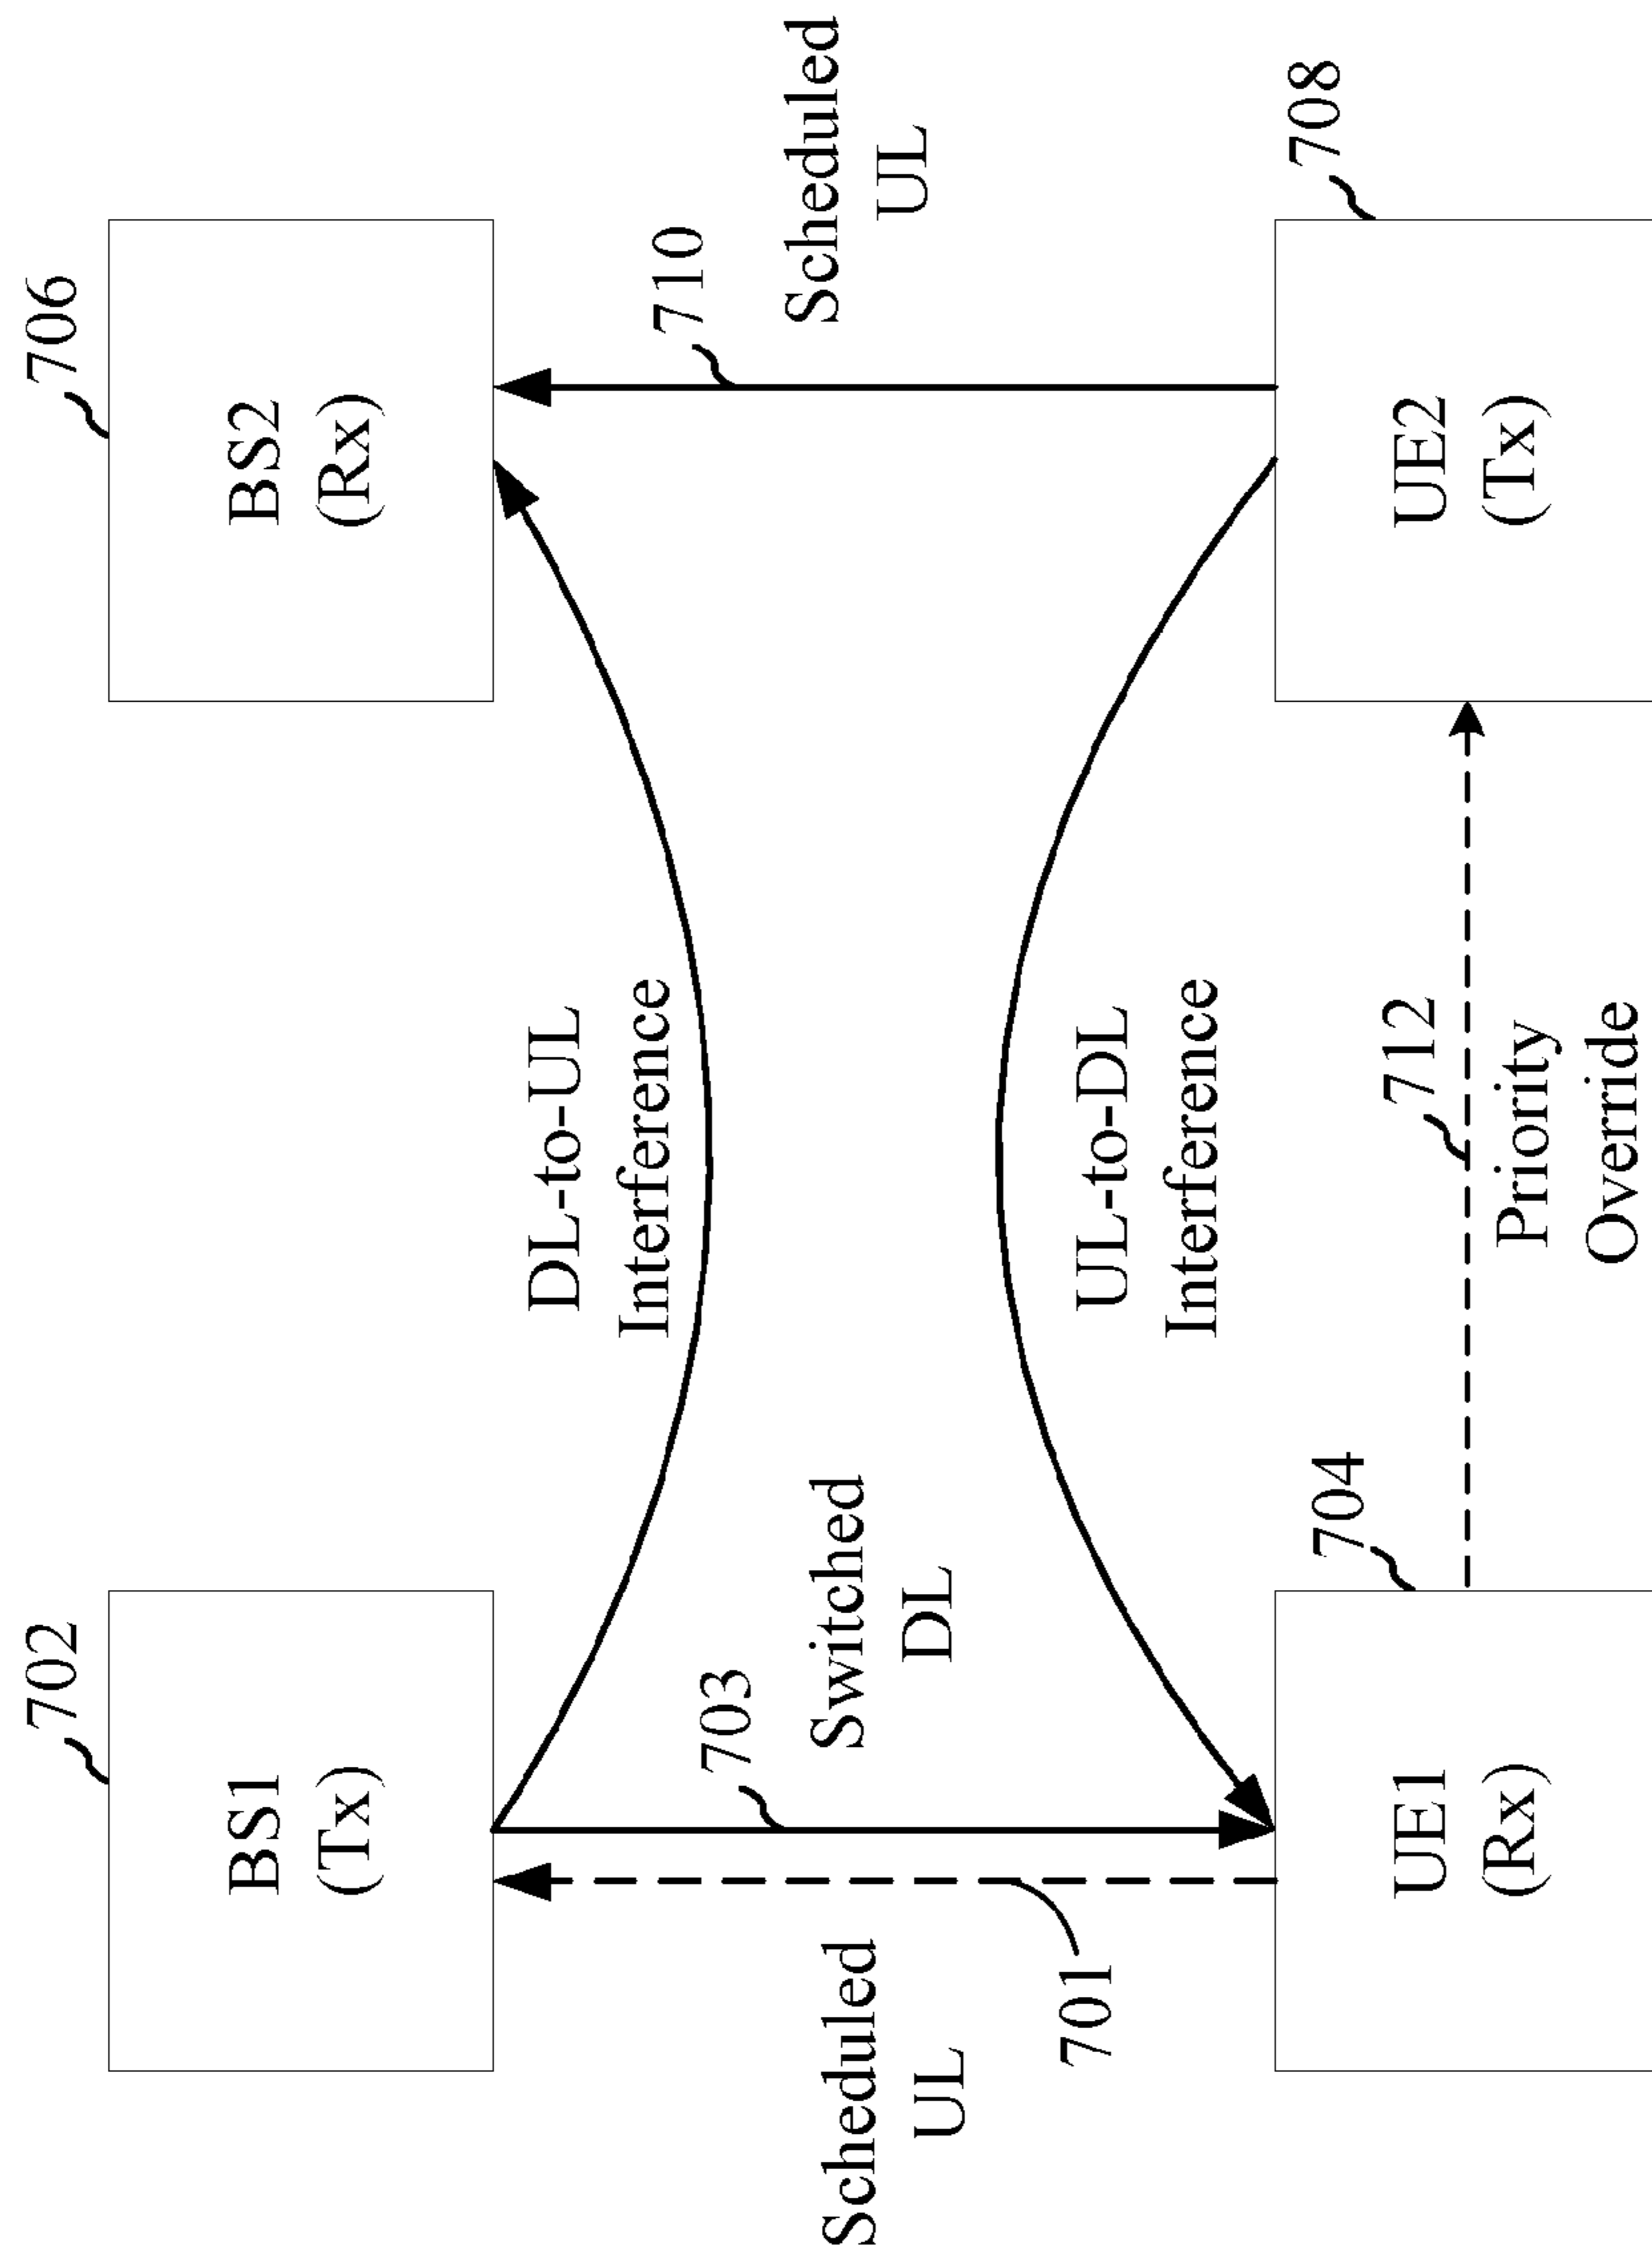 702
BS1
(Tx)
706
BS2
(Rx)
DL-to-UL
Interference
710
Scheduled
UL
703
Switched
DL
Scheduled
UL
701
UL-to-DL
Interference
704
UE1
(Rx)
708
UE2
(Tx)
712
Priority
Override